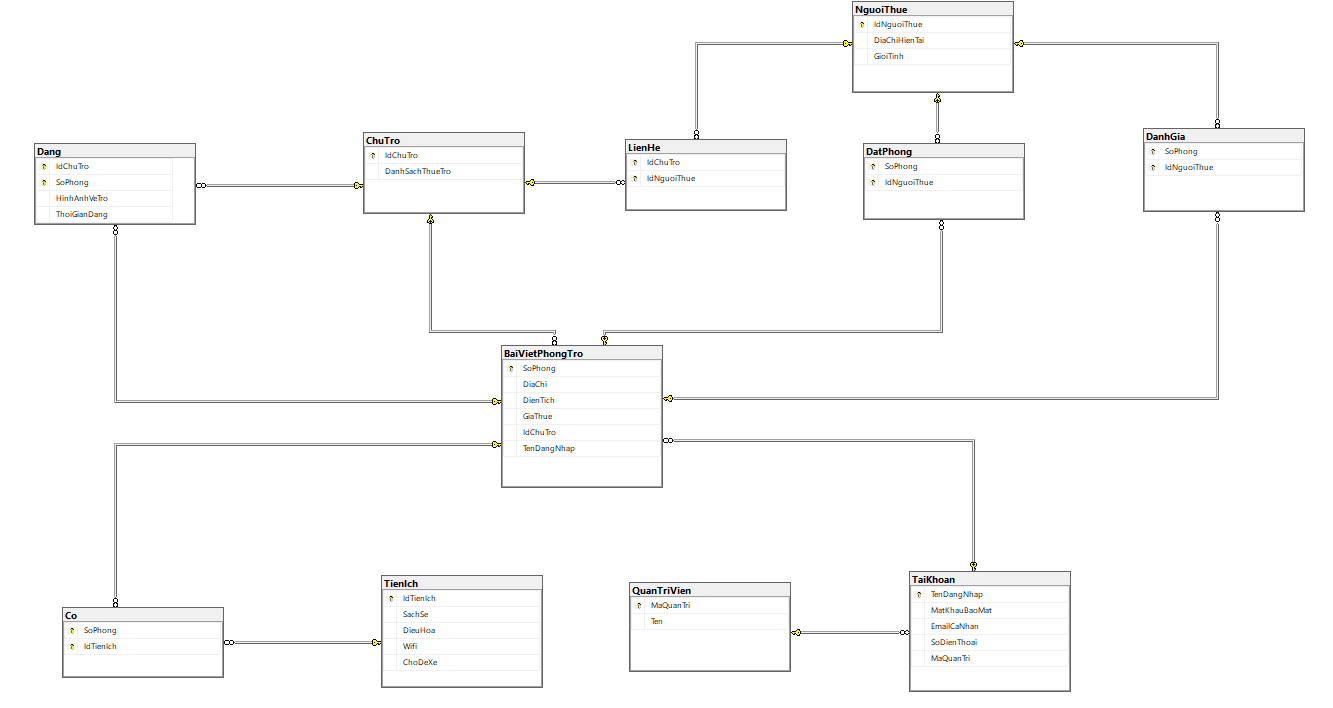 NguoiThue
IdNguoiThue
DiaChiHienTai
GioiTinh
Dang
IdChuTro
SoPhong
HinhAnhVeTro
ThoiGianDang
ChuTro
IdChuTro
DanhSachThueTro
LienHe
IdChuTro
IdNguoiThue
DatPhong
SoPhong
IdNguoiThue
DanhGia
SoPhong
IdNguoiThue
BaiVietPhongTro
SoPhong
DiaChi
DienTich
GiaThue
IdChuTro
TenDangNhap
Co
SoPhong
IdTienIch
TienIch
IdTienIch
SachSe
DieuHoa
Wifi
ChoDeXe
QuanTriVien
MaQuanTri
Ten
TaiKhoan
TenDangNhap
MatKhauBaoMat
EmailCaNhan
SoDienThoai
MaQuanTri